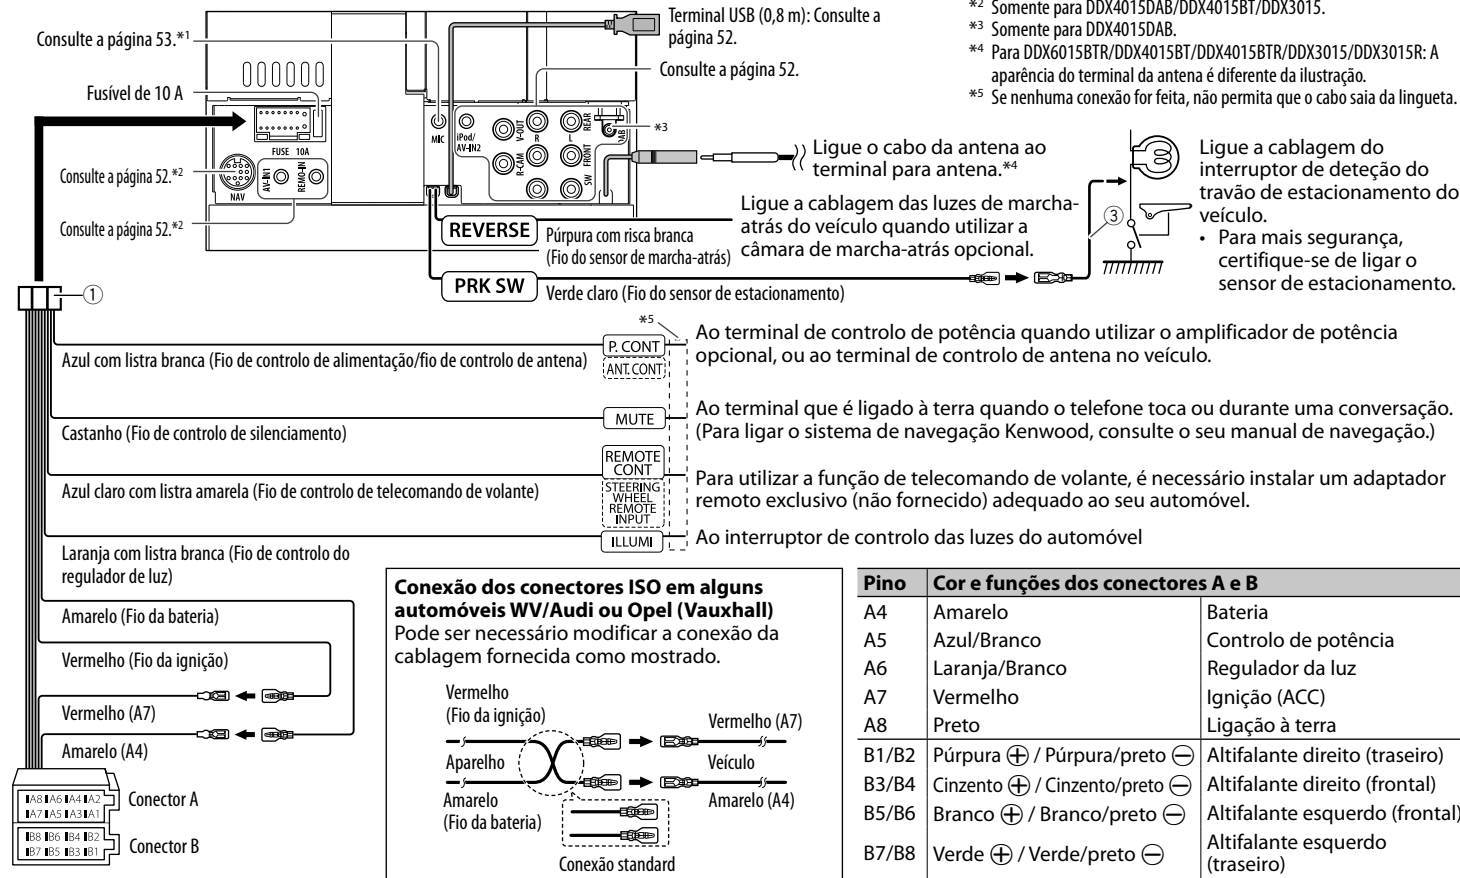 *2 Somente para DDX4015DAB/DDX4015BT/DDX3015.
*3 Somente para DDX4015DAB.
*4 Para DDX6015BTR/DDX4015BT/DDX4015BTR/DDX3015/DDX3015R: A
aparência do terminal da antena é diferente da ilustração.
*5 Se nenhuma conexão for feita, não permita que o cabo saia da lingueta.
Terminal USB (0,8 m): Consulte a
página 52.
Consulte a página 53.*1
Consulte a página 52.
Fusível de 10 A
FUSE 10A
MIC
iPod/
AV-IN2
V-OUT
R-CAM
R
L
REAR
FRONT
SW
DAB
*3
Consulte a página 52.*2
NAV
AV-IN1
REMO-IN
Consulte a página 52.*2
Ligue o cabo da antena ao
terminal para antena.*4
Ligue a cablagem do
interruptor de deteção do
travão de estacionamento do
veículo.
• Para mais segurança,
certifique-se de ligar o
sensor de estacionamento.
3
REVERSE
Púrpura com risca branca
(Fio do sensor de marcha-atrás)
Ligue a cablagem das luzes de marcha-
atrás do veículo quando utilizar a
câmara de marcha-atrás opcional.
PRK SW
Verde claro (Fio do sensor de estacionamento)
1
*5
Azul com listra branca (Fio de controlo de alimentação/fio de controlo de antena)
P. CONT
ANT. CONT
Ao terminal de controlo de potência quando utilizar o amplificador de potência
opcional, ou ao terminal de controlo de antena no veículo.
Castanho (Fio de controlo de silenciamento)
MUTE
Ao terminal que é ligado à terra quando o telefone toca ou durante uma conversação.
(Para ligar o sistema de navegação Kenwood, consulte o seu manual de navegação.)
Azul claro com listra amarela (Fio de controlo de telecomando de volante)
REMOTE
CONT
STEERING
WHEEL
REMOTE
INPUT
Para utilizar a função de telecomando de volante, é necessário instalar um adaptador
remoto exclusivo (não fornecido) adequado ao seu automóvel.
Laranja com listra branca (Fio de controlo do
regulador de luz)
ILLUMI
Ao interruptor de controlo das luzes do automóvel
Amarelo (Fio da bateria)
Vermelho (Fio da ignição)
Vermelho (A7)
Amarelo (A4)
A8 A6 A4 A2
A7 A5 A3 A1
Conector A
B8 B6 B4 B2
B7 B5 B3 B1
Conector B
Conexão dos conectores ISO em alguns
automóveis WV/Audi ou Opel (Vauxhall)
Pode ser necessário modificar a conexão da
cablagem fornecida como mostrado.
Vermelho
(Fio da ignição)
Vermelho (A7)
Aparelho
Veículo
Amarelo
(Fio da bateria)
Amarelo (A4)
Conexão standard
Pino Cor e funções dos conectores A e B
A4 Amarelo Bateria
A5 Azul/Branco Controlo de potência
A6 Laranja/Branco Regulador da luz
A7 Vermelho Ignição (ACC)
A8 Preto Ligação à terra
B1/B2 Púrpura ⊕ / Púrpura/preto ⊖ Altifalante direito (traseiro)
B3/B4 Cinzento ⊕ / Cinzento/preto ⊖ Altifalante direito (frontal)
B5/B6 Branco ⊕ / Branco/preto ⊖ Altifalante esquerdo (frontal)
B7/B8 Verde ⊕ / Verde/preto ⊖ Altifalante esquerdo
(traseiro)